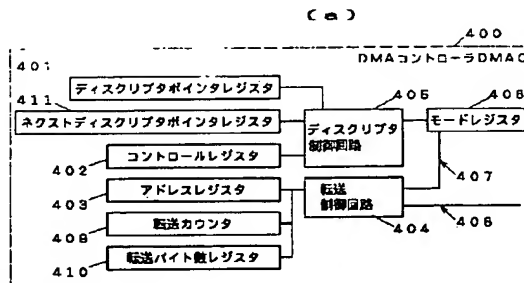 (a)
400
DMAコントローラDMAC
401
ディスクリプタポインタレジスタ
411
405
406
ネクストディスクリプタポインタレジスタ
ディスクリプタ
制御回路
モードレジスタ
402
コントロールレジスタ
407
403
アドレスレジスタ
転送
制御回路
409
転送カウンタ
404
408
410
転送バイト数レジスタ